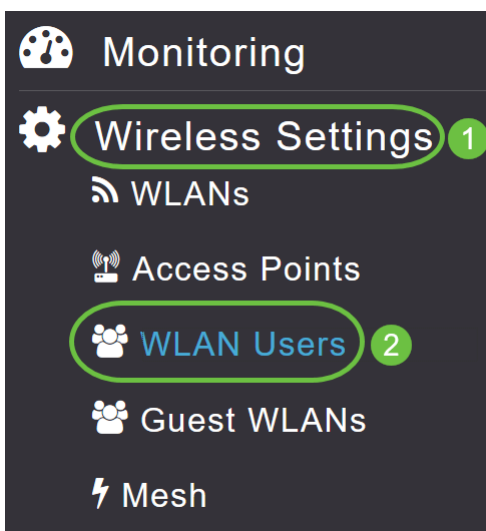 Monitoring
Wireless Settings 1
WLANs
Access Points
WLAN Users 2
Guest WLANs
Mesh